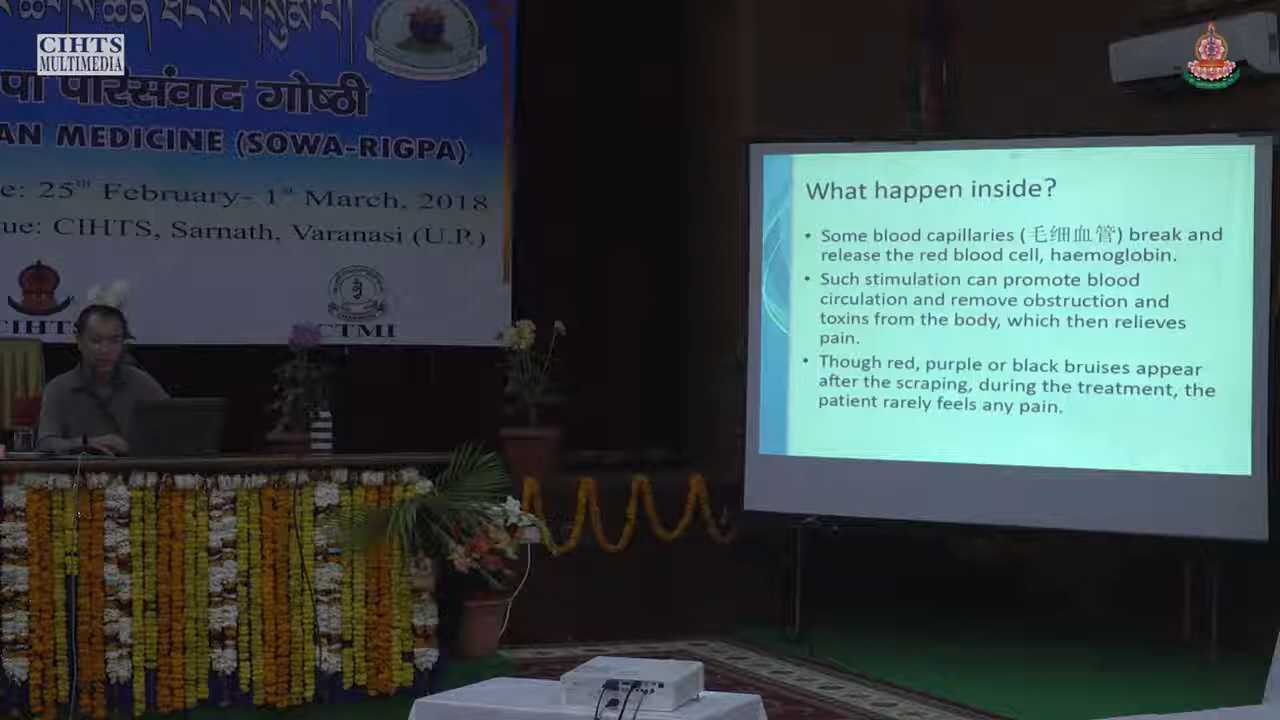 CIHTS
MULTIMEDIA
पा परिसंवाद गोष्ठी
AN MEDICINE (SOWA-RIGPA)
e: 25th February- 1st March, 2018
ue: CIHTS, Sarnath, Varanasi (U.P.)
CIHTS
CTMI
What happen inside?
• Some blood capillaries (毛细血管) break and
release the red blood cell, haemoglobin.
• Such stimulation can promote blood
circulation and remove obstruction and
toxins from the body, which then relieves
pain.
• Though red, purple or black bruises appear
after the scraping, during the treatment, the
patient rarely feels any pain.